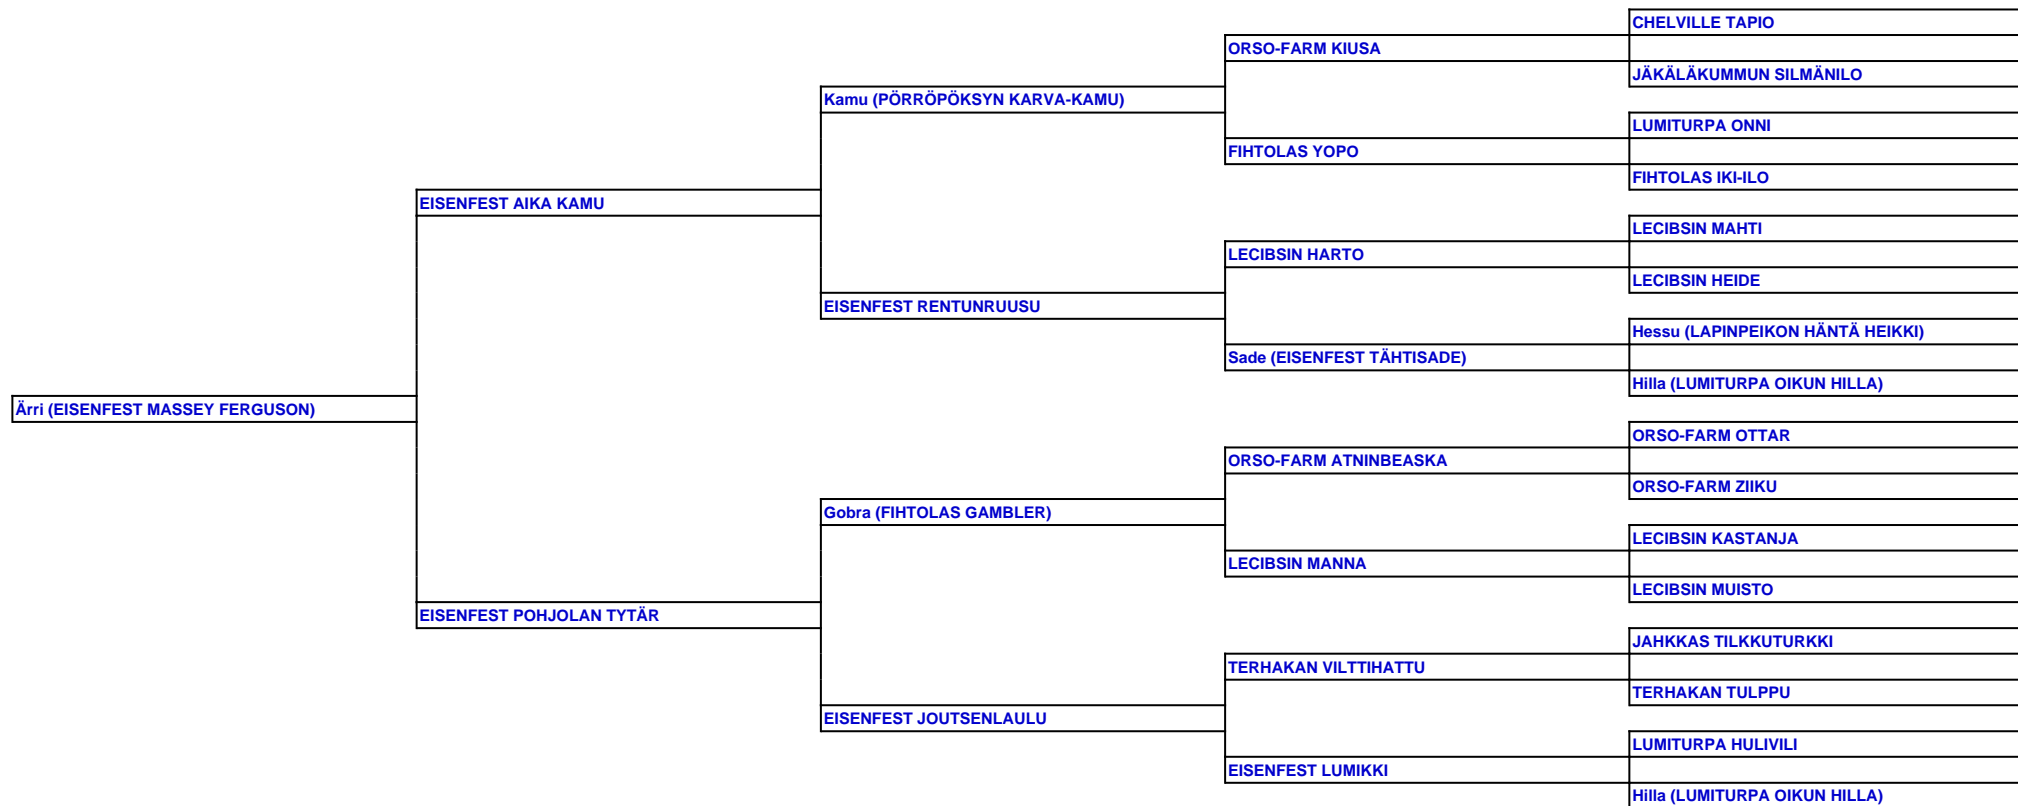 CHELVILLE TAPIO
ORSO-FARM KIUSA
JÄKÄLÄKUMMUN SILMÄNILO
Kamu (PÖRRÖPÖKSYN KARVA-KAMU)
LUMITURPA ONNI
FIHTOLAS YOPO
FIHTOLAS IKI-ILO
EISENFEST AIKA KAMU
LECIBSIN MAHTI
LECIBSIN HARTO
LECIBSIN HEIDE
EISENFEST RENTUNRUUSU
Hessu (LAPINPEIKON HÄNTÄ HEIKKI)
Sade (EISENFEST TÄHTISADE)
Hilla (LUMITURPA OIKUN HILLA)
Ärri (EISENFEST MASSEY FERGUSON)
ORSO-FARM OTTAR
ORSO-FARM ATNINBEASKA
ORSO-FARM ZIIKU
Gobra (FIHTOLAS GAMBLER)
LECIBSIN KASTANJA
LECIBSIN MANNA
LECIBSIN MUISTO
EISENFEST POHJOLAN TYTÄR
JAHKKAS TILKKUTURKKI
TERHAKAN VILTTIHATTU
TERHAKAN TULPPU
EISENFEST JOUTSENLAULU
LUMITURPA HULIVILI
EISENFEST LUMIKKI
Hilla (LUMITURPA OIKUN HILLA)